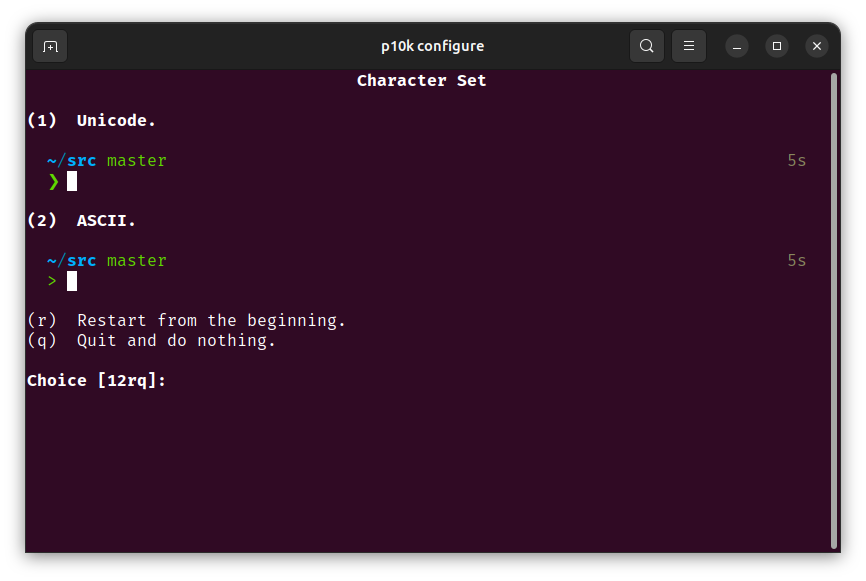 p10k configure
Character Set
(1)  Unicode.
~/src master 5s
❯
(2)  ASCII.
~/src master 5s
>
(r)  Restart from the beginning.
(q)  Quit and do nothing.
Choice [12rq]: